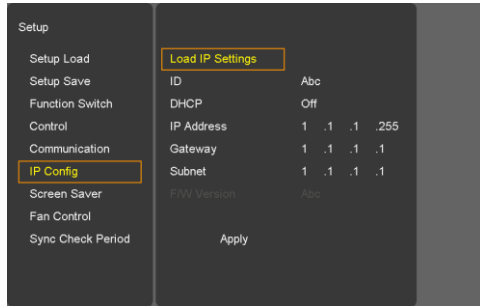 Setup
Setup Load
Setup Save
Function Switch
Control
Communication
IP Config
Screen Saver
Fan Control
Sync Check Period
Load IP Settings
ID Abc
DHCP Off
IP Address 1 .1 .1 .255
Gateway 1 .1 .1 .1
Subnet 1 .1 .1 .1
F/W Version Abc
Apply